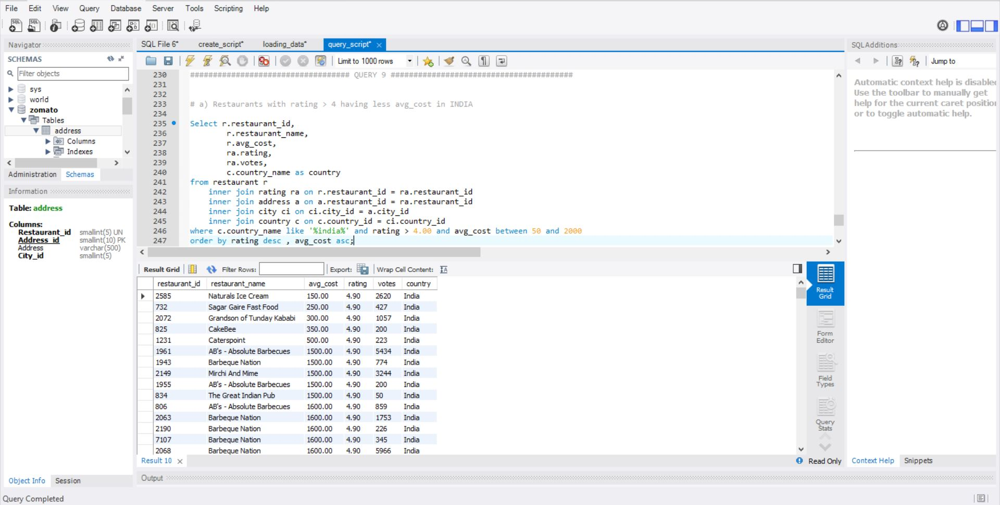 File Edit View Query Database Server Tools Scripting Help
Navigator
SCHEMAS
Filter objects
sys
world
zomato
Tables
address
Columns
Indexes
Administration Schemas
Information
Table: address
Columns:
Restaurant_id smallint(5) UN
Address_id smallint(10) PK
Address varchar(500)
City_id smallint(5)
Object Info Session
SQL File 6* create_script* loading_data* query_script*
Limit to 1000 rows
230 ################################### QUERY 9 ########################################
231
232
233 # a) Restaurants with rating > 4 having less avg_cost in INDIA
234
235 Select r.restaurant_id,
236 r.restaurant_name,
237 r.avg_cost,
238 ra.rating,
239 ra.votes,
240 c.country_name as country
241 from restaurant r
242 inner join rating ra on r.restaurant_id = ra.restaurant_id
243 inner join address a on a.restaurant_id = ra.restaurant_id
244 inner join city ci on ci.city_id = a.city_id
245 inner join country c on c.country_id = ci.country_id
246 where c.country_name like '%india%' and rating > 4.00 and avg_cost between 50 and 2000
247 order by rating desc , avg_cost asc;
Result Grid Filter Rows: Export: Wrap Cell Content:
restaurant_id restaurant_name avg_cost rating votes country
2585 Naturals Ice Cream 150.00 4.90 2620 India
732 Sagar Gaire Fast Food 250.00 4.90 427 India
2072 Grandson of Tunday Kababi 300.00 4.90 1057 India
825 CakeBee 350.00 4.90 200 India
1231 Caterspoint 500.00 4.90 223 India
1961 AB's - Absolute Barbecues 1500.00 4.90 5434 India
1943 Barbeque Nation 1500.00 4.90 774 India
2149 Mirchi And Mime 1500.00 4.90 3244 India
1955 AB's - Absolute Barbecues 1500.00 4.90 200 India
834 The Great Indian Pub 1500.00 4.90 50 India
806 AB's - Absolute Barbecues 1600.00 4.90 859 India
2063 Barbeque Nation 1600.00 4.90 1753 India
2190 Barbeque Nation 1600.00 4.90 226 India
7107 Barbeque Nation 1600.00 4.90 345 India
2068 Barbeque Nation 1600.00 4.90 5966 India
Result 10
Result
Grid
Form
Editor
Field
Types
Query
Stats
Read Only
Output
SQLAdditions
Jump to
Automatic context help is disabled
Use the toolbar to manually get
help for the current caret position
or to toggle automatic help.
Context Help Snippets
Query Completed